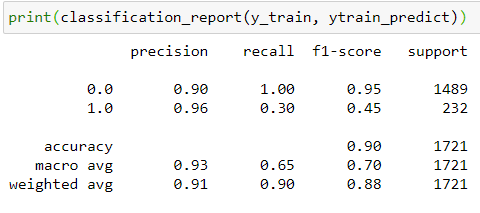 print(classification_report(y_train, ytrain_predict))
precision recall f1-score support
0.0 0.90 1.00 0.95 1489
1.0 0.96 0.30 0.45 232
accuracy 0.90 1721
macro avg 0.93 0.65 0.70 1721
weighted avg 0.91 0.90 0.88 1721